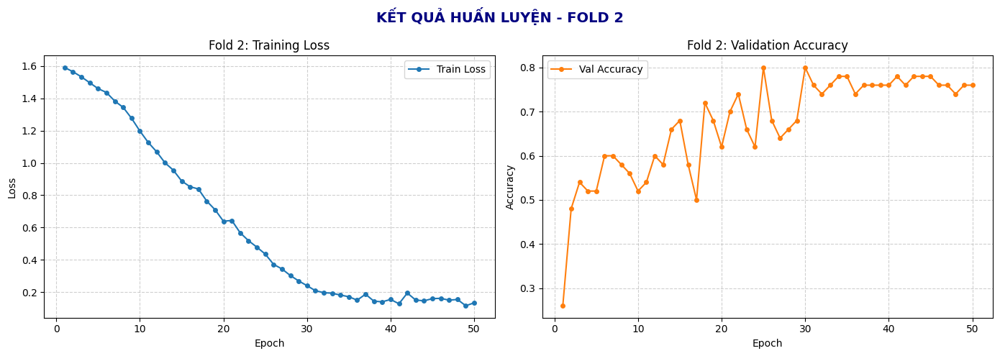 KẾT QUẢ HUẤN LUYỆN - FOLD 2
Fold 2: Training Loss
Train Loss
1.6
1.4
1.2
1.0
0.8
0.6
0.4
0.2
Loss
0 10 20 30 40 50
Epoch
Fold 2: Validation Accuracy
Val Accuracy
0.8
0.7
0.6
0.5
0.4
0.3
Accuracy
0 10 20 30 40 50
Epoch